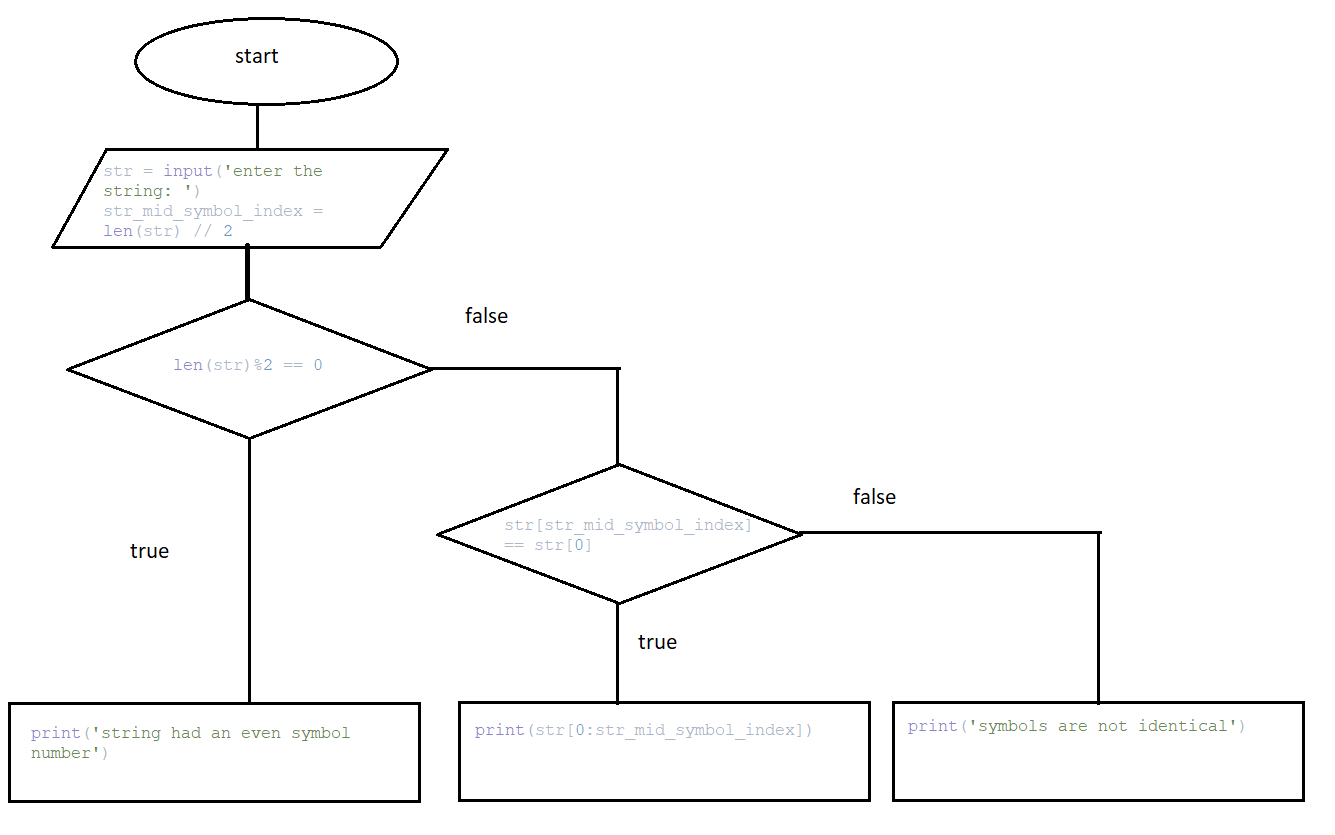 start
str = input('enter the
string: ')
str_mid_symbol_index =
len(str) // 2
false
len(str)%2 == 0
false
str[str_mid_symbol_index]
== str[0]
true
true
print('string had an even symbol
number')
print(str[0:str_mid_symbol_index])
print('symbols are not identical')